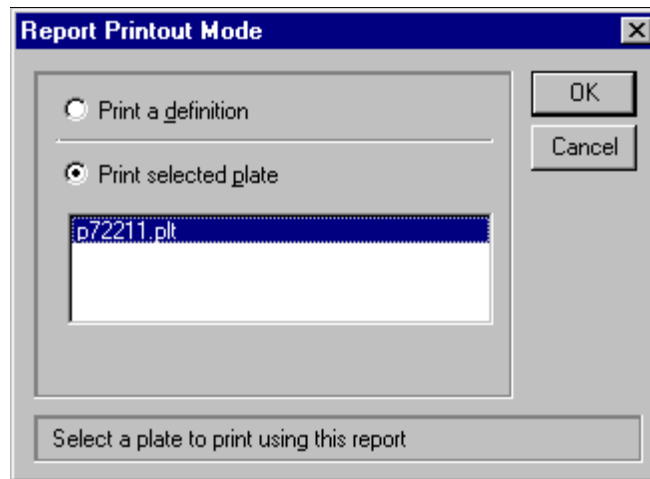 Report Printout Mode
Print a definition
OK
Cancel
Print selected plate
p72211.plt
Select a plate to print using this report